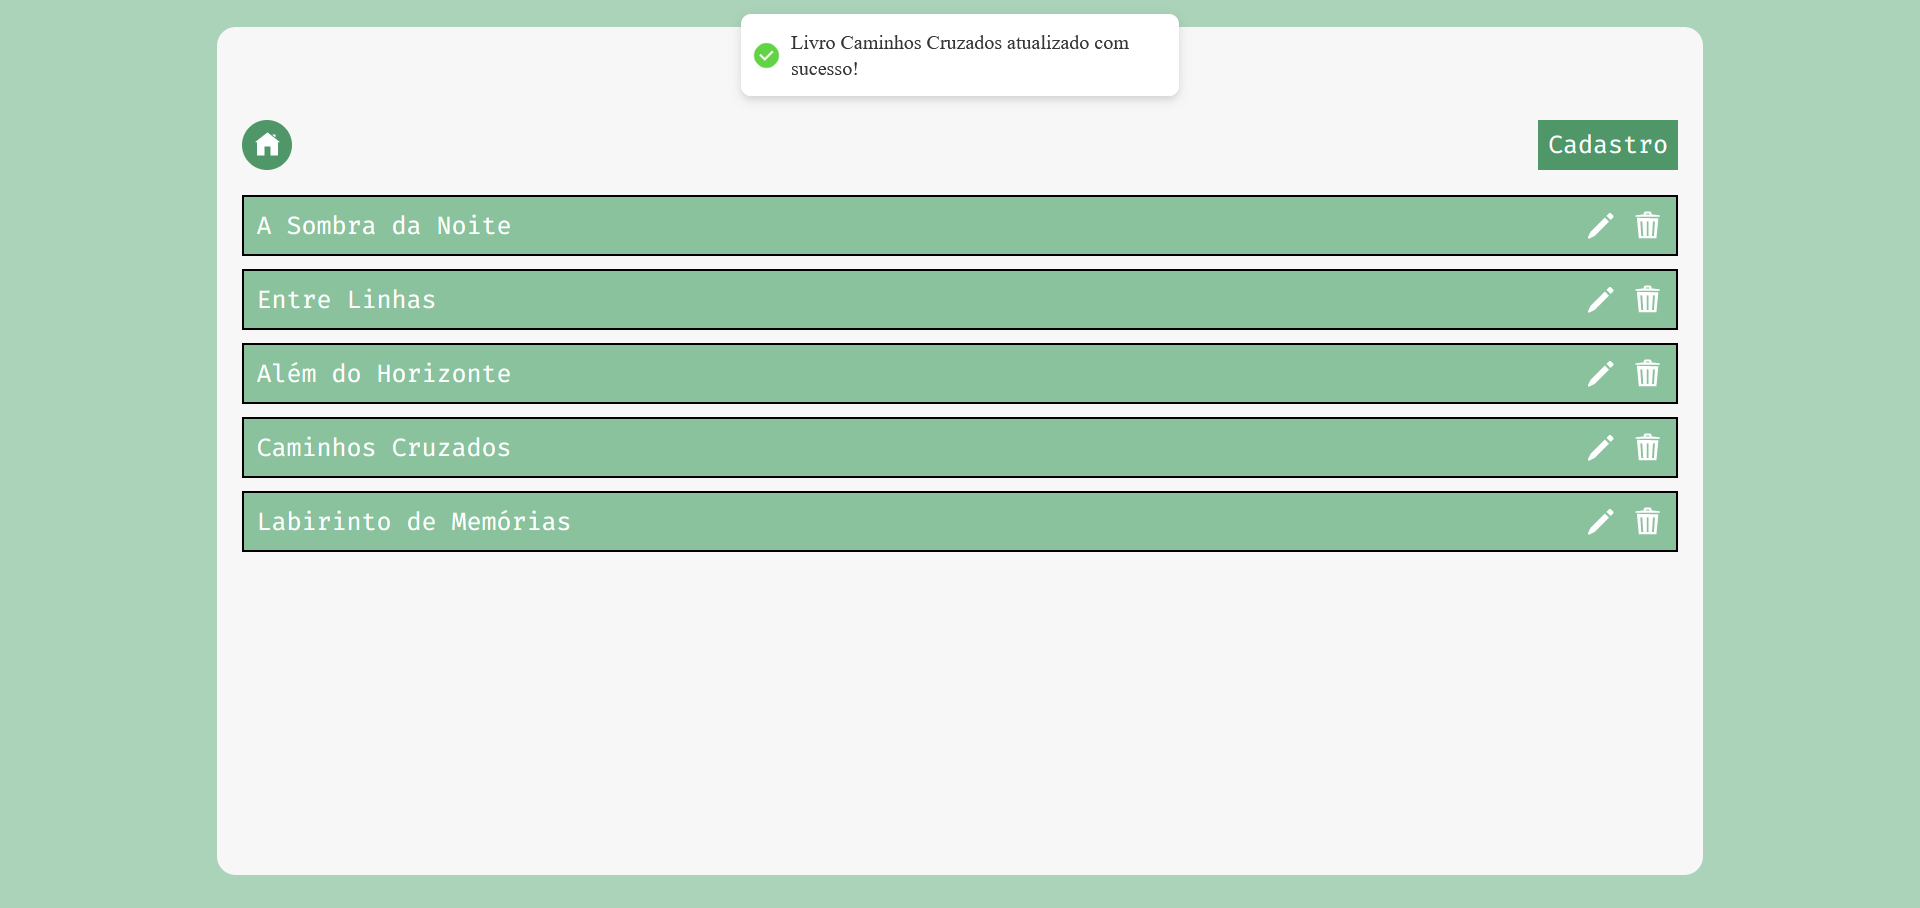 Livro Caminhos Cruzados atualizado com
sucesso!
Cadastro
A Sombra da Noite
Entre Linhas
Além do Horizonte
Caminhos Cruzados
Labirinto de Memórias